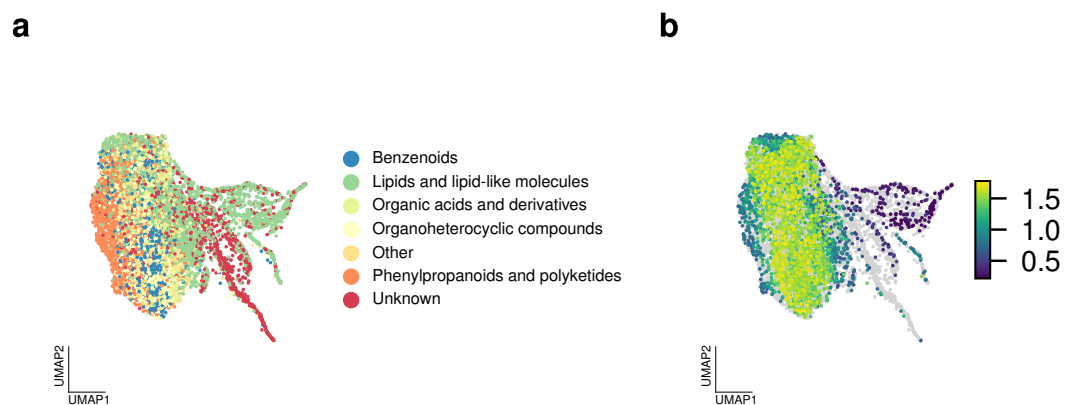 a
b
Benzenoids
Lipids and lipid-like molecules
Organic acids and derivatives
Organoheterocyclic compounds
Other
Phenylpropanoids and polyketides
Unknown
1.5
1.0
0.5
UMAP2
UMAP1
UMAP2
UMAP1